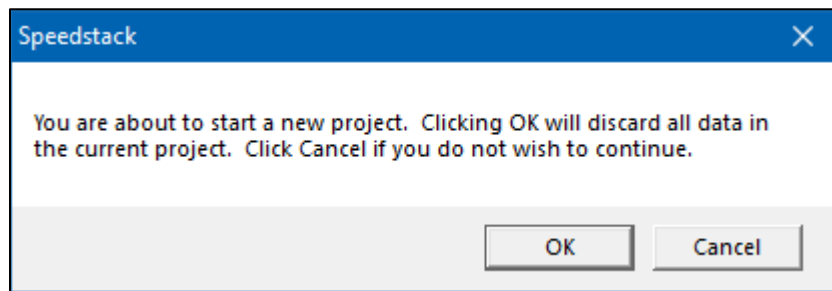 Speedstack
You are about to start a new project.  Clicking OK will discard all data in
the current project.  Click Cancel if you do not wish to continue.
OK
Cancel